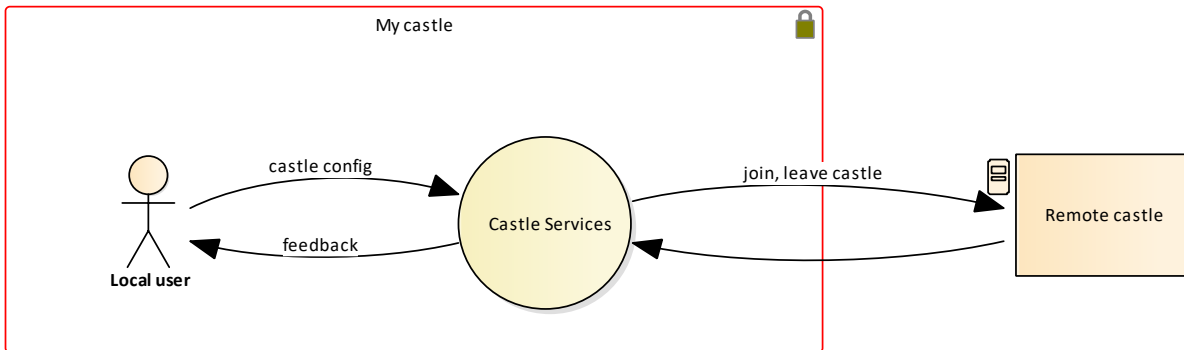 My castle
castle config
join, leave castle
Castle Services
Remote castle
feedback
Local user